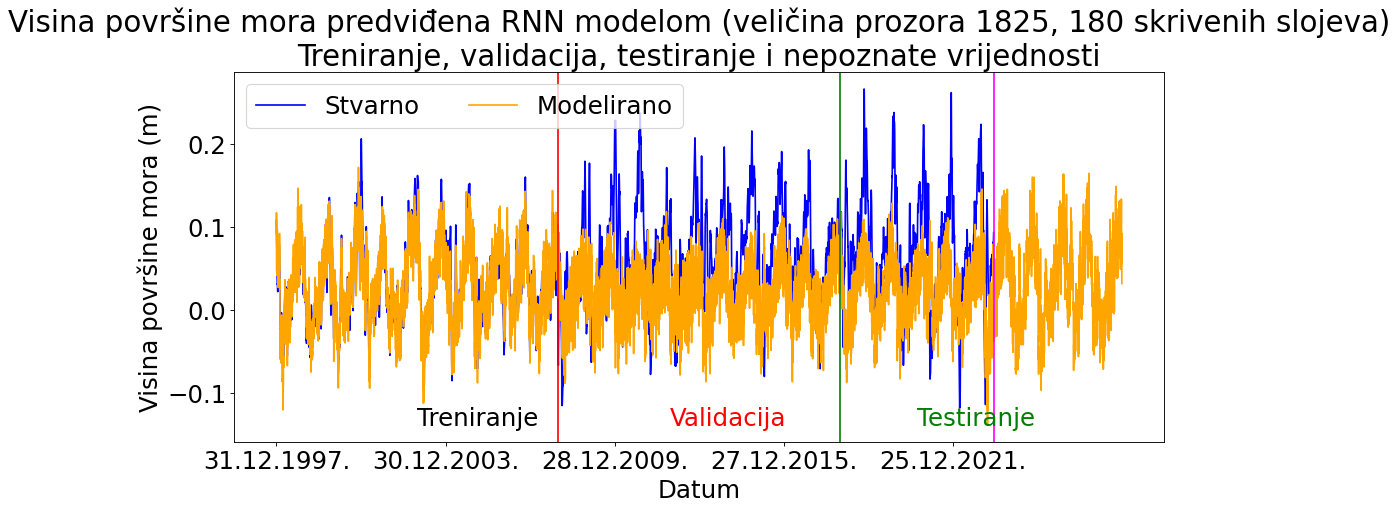 Visina površine mora predviđena RNN modelom (veličina prozora 1825, 180 skrivenih slojeva)
Treniranje, validacija, testiranje i nepoznate vrijednosti
Stvarno Modelirano
Visina površine mora (m)
0.2
0.1
0.0
−0.1
Treniranje Validacija Testiranje
31.12.1997. 30.12.2003. 28.12.2009. 27.12.2015. 25.12.2021.
Datum